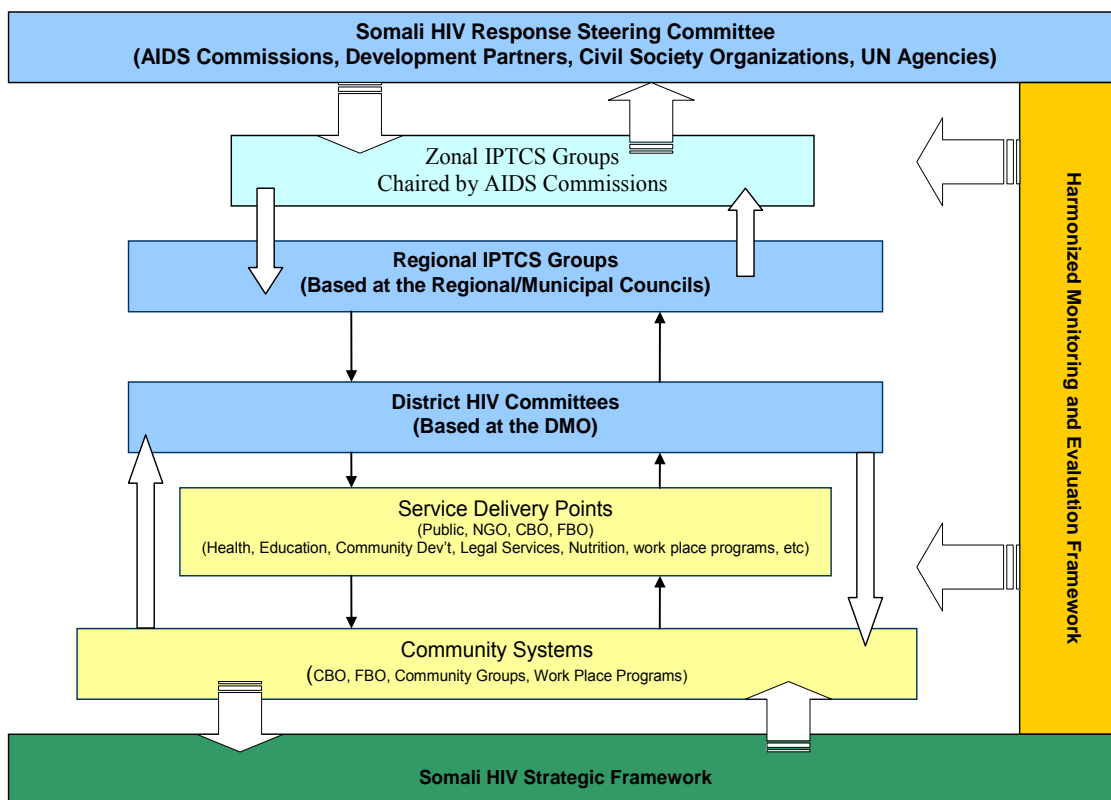 Somali HIV Response Steering Committee
(AIDS Commissions, Development Partners, Civil Society Organizations, UN Agencies)
Zonal IPTCS Groups
Chaired by AIDS Commissions
Regional IPTCS Groups
(Based at the Regional/Municipal Councils)
District HIV Committees
(Based at the DMO)
Service Delivery Points
(Public, NGO, CBO, FBO)
(Health, Education, Community Dev't, Legal Services, Nutrition, work place programs, etc)
Community Systems
(CBO, FBO, Community Groups, Work Place Programs)
Somali HIV Strategic Framework
Harmonized Monitoring and Evaluation Framework